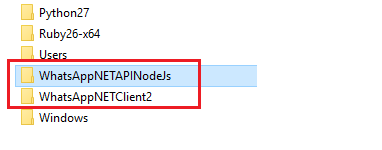 Python27
Ruby26-x64
Users
WhatsAppNETAPINodeJs
WhatsAppNETClient2
Windows